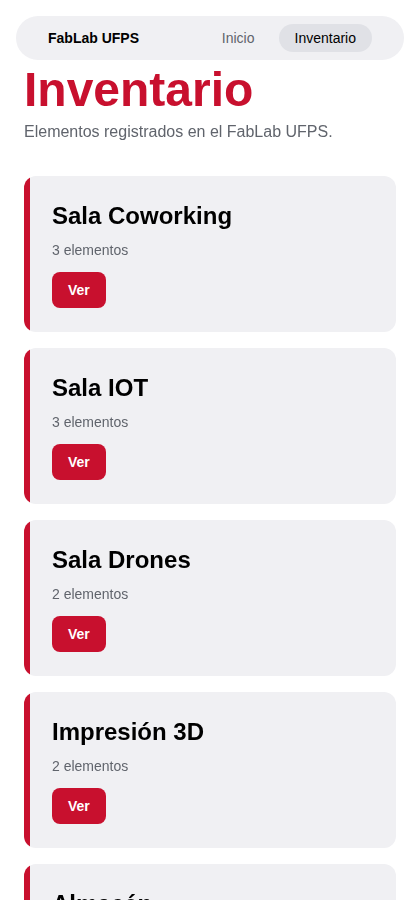 FabLab UFPS
Inicio
Inventario
Inventario
Elementos registrados en el FabLab UFPS.
Sala Coworking
3 elementos
Ver
Sala IOT
3 elementos
Ver
Sala Drones
2 elementos
Ver
Impresión 3D
2 elementos
Ver
Almacén